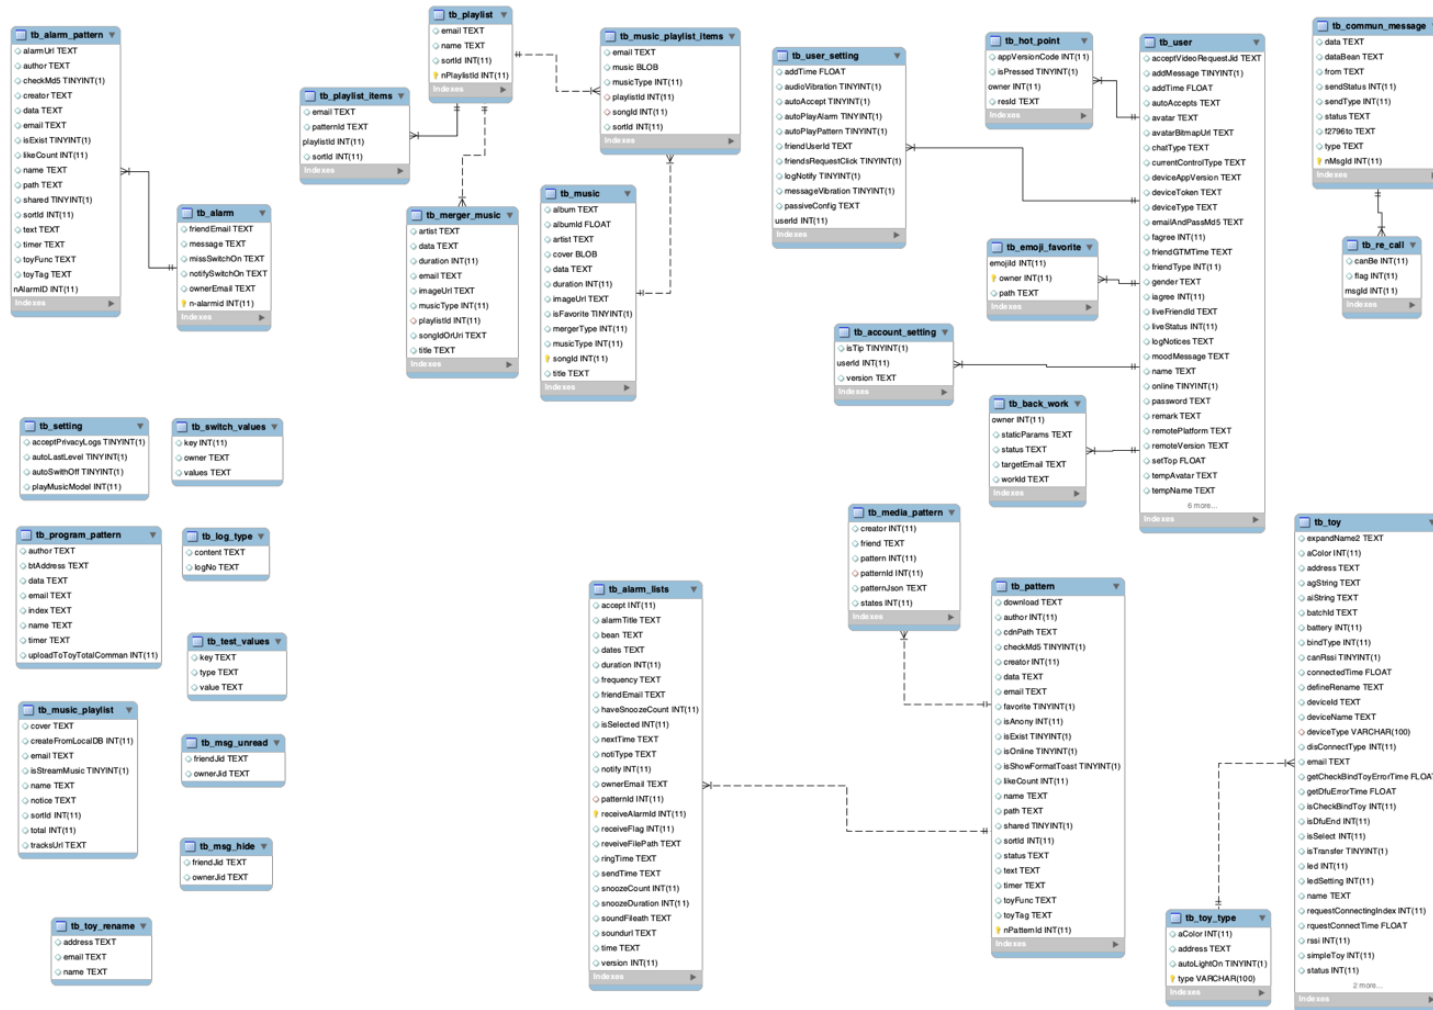 tb_alarm_pattern
alarmUrl TEXT
author TEXT
checkMd5 TINYINT(1)
creator TEXT
data TEXT
email TEXT
isExist TINYINT(1)
likeCount INT(11)
name TEXT
path TEXT
shared TINYINT(1)
sortId INT(11)
text TEXT
timer TEXT
toyFunc TEXT
toyTag TEXT
nAlarmID INT(11)
Indexes
tb_alarm
friendEmail TEXT
message TEXT
missSwitchOn TEXT
notifySwitchOn TEXT
ownerEmail TEXT
n-alarmid INT(11)
Indexes
tb_playlist_items
email TEXT
patternId TEXT
playlistId INT(11)
sortId INT(11)
Indexes
tb_playlist
email TEXT
name TEXT
sortId INT(11)
nPlaylistId INT(11)
Indexes
tb_music_playlist_items
email TEXT
music BLOB
musicType INT(11)
playlistId INT(11)
songId INT(11)
sortId INT(11)
Indexes
tb_merger_music
artist TEXT
data TEXT
duration INT(11)
email TEXT
imageUrl TEXT
musicType INT(11)
playlistId INT(11)
songIdOrUri TEXT
title TEXT
Indexes
tb_music
album TEXT
albumId FLOAT
artist TEXT
cover BLOB
data TEXT
duration INT(11)
imageUrl TEXT
isFavorite TINYINT(1)
mergerType INT(11)
musicType INT(11)
songId INT(11)
title TEXT
Indexes
tb_user_setting
addTime FLOAT
audioVibration TINYINT(1)
autoAccept TINYINT(1)
autoPlayAlarm TINYINT(1)
autoPlayPattern TINYINT(1)
friendUserId TEXT
friendsRequestClick TINYINT(1)
logNotify TINYINT(1)
messageVibration TINYINT(1)
passiveConfig TEXT
userId INT(11)
Indexes
tb_hot_point
appVersionCode INT(11)
isPressed TINYINT(1)
owner INT(11)
resId TEXT
Indexes
tb_emoji_favorite
emojiId INT(11)
owner INT(11)
path TEXT
Indexes
tb_account_setting
isTip TINYINT(1)
userId INT(11)
version TEXT
Indexes
tb_back_work
owner INT(11)
staticParams TEXT
status TEXT
targetEmail TEXT
workId TEXT
Indexes
tb_user
acceptVideoRequestJid TEXT
addMessage TINYINT(1)
addTime FLOAT
autoAccepts TINYINT(1)
avatar TEXT
avatarBitmapUrl TEXT
chatType TEXT
currentControlType TEXT
deviceAppVersion TEXT
deviceToken TEXT
deviceType TEXT
emailAndPassMd5 TEXT
fagree INT(11)
friendGTMTime TEXT
friendType INT(11)
gender TEXT
iagree INT(11)
liveFriendId TEXT
liveStatus INT(11)
logNotices TEXT
moodMessage TEXT
name TEXT
online TINYINT(1)
password TEXT
remark TEXT
remotePlatform TEXT
remoteVersion TEXT
setTop FLOAT
tempAvatar TEXT
tempName TEXT
6 more...
Indexes
tb_commun_message
data TEXT
dataBean TEXT
from TEXT
sendStatus INT(11)
sendType INT(11)
status TEXT
f2796to TEXT
type TEXT
nMsgId INT(11)
Indexes
tb_re_call
canBe INT(11)
flag INT(11)
msgId INT(11)
Indexes
tb_setting
acceptPrivacyLogs TINYINT(1)
autoLastLevel TINYINT(1)
autoSwithOff TINYINT(1)
playMusicModel INT(11)
Indexes
tb_switch_values
key INT(11)
owner TEXT
values TEXT
Indexes
tb_program_pattern
author TEXT
btAddress TEXT
data TEXT
email TEXT
index TEXT
name TEXT
timer TEXT
uploadToToyTotalComman INT(11)
tb_log_type
content TEXT
logNo TEXT
tb_test_values
key TEXT
type TEXT
value TEXT
tb_music_playlist
cover TEXT
createFromLocalDB INT(11)
email TEXT
isStreamMusic TINYINT(1)
name TEXT
notice TEXT
sortId INT(11)
total INT(11)
tracksUrl TEXT
tb_msg_unread
friendJid TEXT
ownerJid TEXT
tb_msg_hide
friendJid TEXT
ownerJid TEXT
tb_toy_rename
address TEXT
email TEXT
name TEXT
tb_alarm_lists
accept INT(11)
alarmTitle TEXT
bean TEXT
dates TEXT
duration INT(11)
frequency TEXT
friendEmail TEXT
haveSnoozeCount INT(11)
isSelected INT(11)
nextTime TEXT
notiType TEXT
notify INT(11)
ownerEmail TEXT
patternId INT(11)
receiveAlarmId INT(11)
receiveFlag INT(11)
reveiveFilePath TEXT
ringTime TEXT
sendTime TEXT
snoozeCount INT(11)
snoozeDuration INT(11)
soundFileath TEXT
soundurl TEXT
time TEXT
version INT(11)
Indexes
tb_media_pattern
creator INT(11)
friend TEXT
pattern INT(11)
patternId INT(11)
patternJson TEXT
states INT(11)
Indexes
tb_pattern
download TEXT
author INT(11)
cdnPath TEXT
checkMd5 TINYINT(1)
creator INT(11)
data TEXT
email TEXT
favorite TINYINT(1)
isAnony INT(11)
isExist TINYINT(1)
isOnline TINYINT(1)
isShowFormatToast TINYINT(1)
likeCount INT(11)
name TEXT
path TEXT
shared TINYINT(1)
sortId INT(11)
status TEXT
text TEXT
timer TEXT
toyFunc TEXT
toyTag TEXT
nPatternId INT(11)
Indexes
tb_toy_type
aColor INT(11)
address TEXT
autoLightOn TINYINT(1)
type VARCHAR(100)
Indexes
tb_toy
expandName2 TEXT
aColor INT(11)
address TEXT
agString TEXT
aiString TEXT
batchId TEXT
battery INT(11)
bindType INT(11)
canRssi TINYINT(1)
connectedTime FLOAT
defineRename TEXT
deviceId TEXT
deviceName TEXT
deviceType VARCHAR(100)
disConnectType INT(11)
email TEXT
getCheckBindToyErrorTime FLOAT
getDfuErrorTime FLOAT
isCheckBindToy INT(11)
isDfuEnd INT(11)
isSelect INT(11)
isTransfer TINYINT(1)
led INT(11)
ledSetting INT(11)
name TEXT
requestConnectingIndex INT(11)
rquestConnectTime FLOAT
rssi INT(11)
simpleToy INT(11)
status INT(11)
2 more...
Indexes